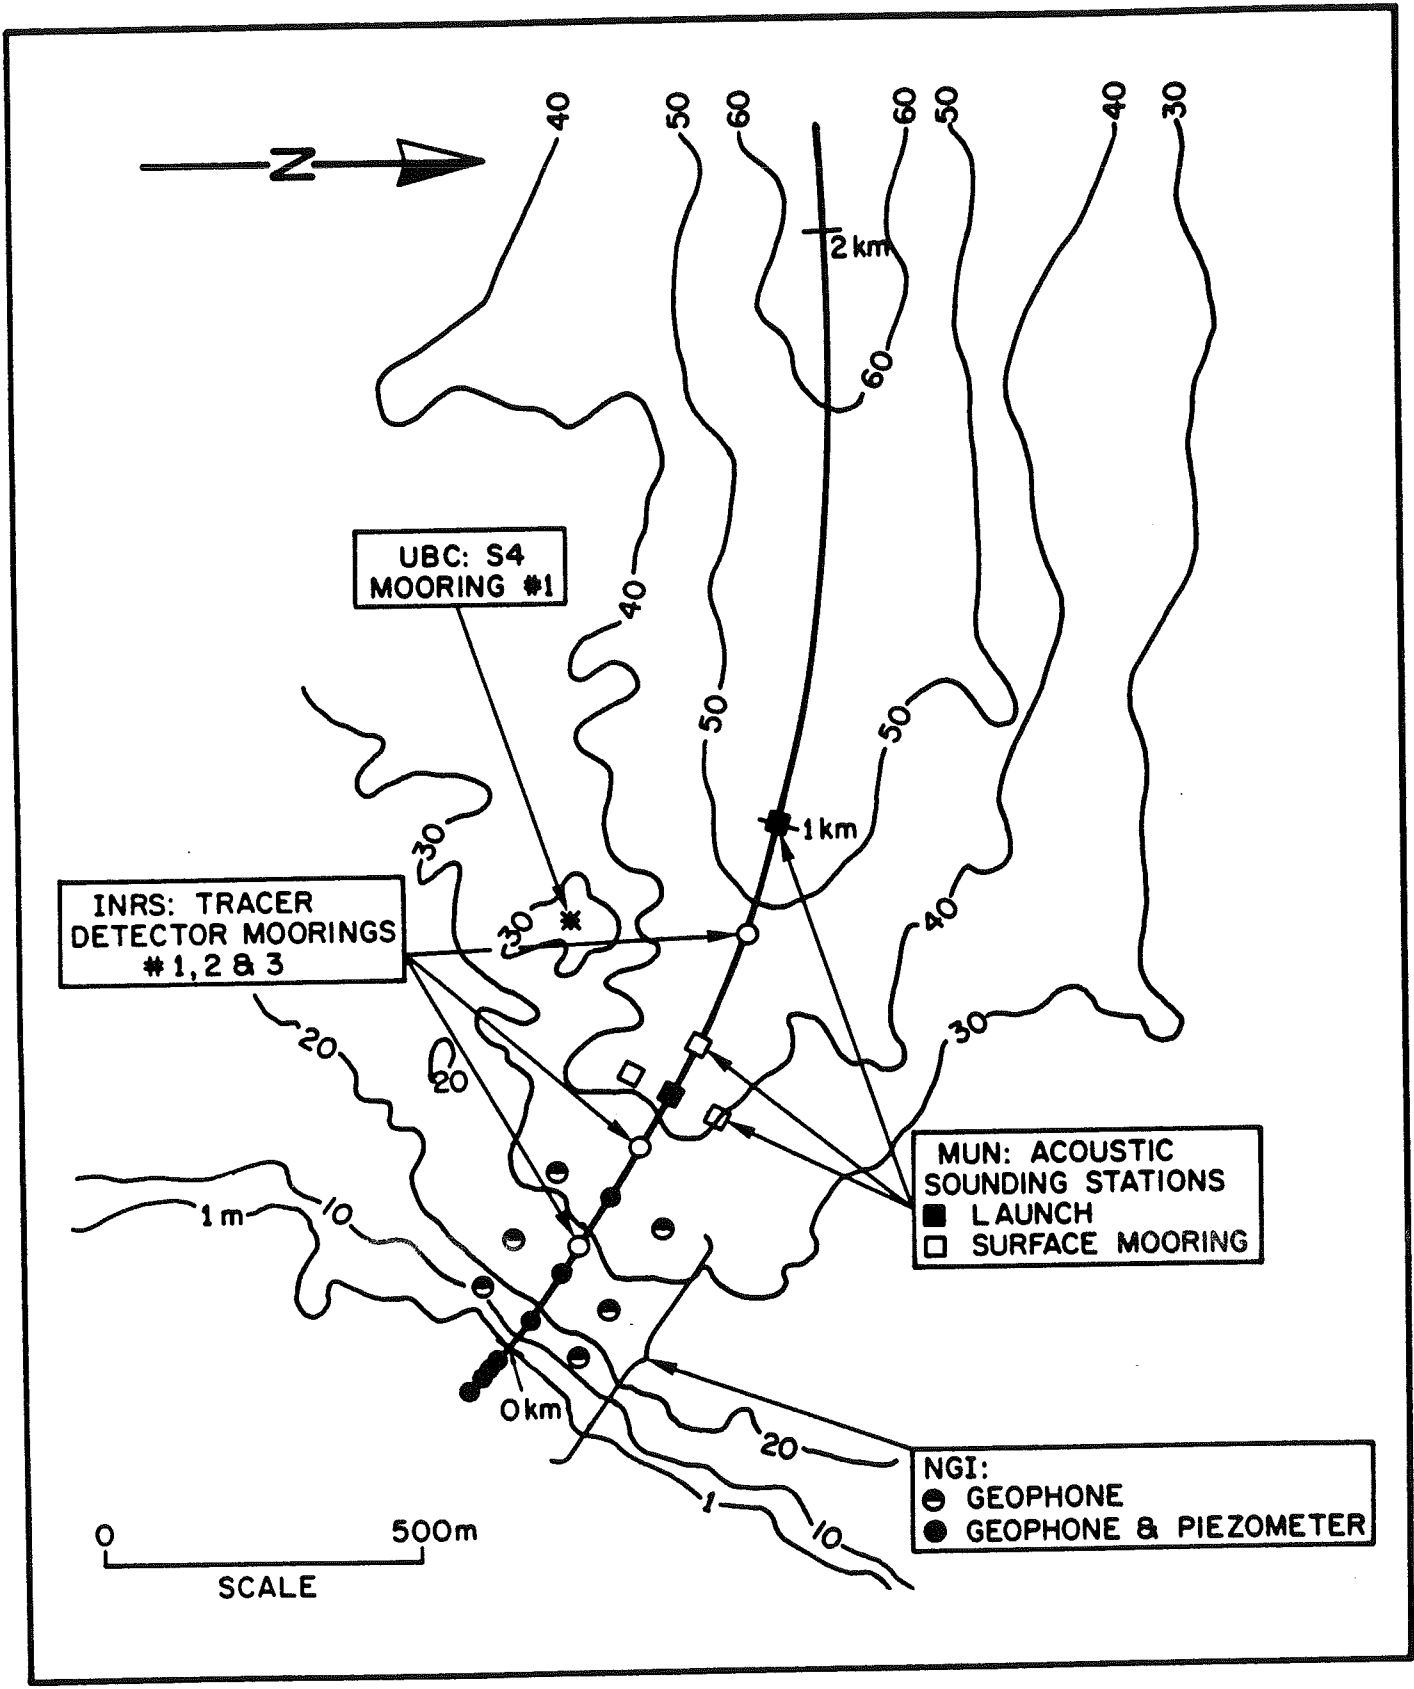 40
50
60
60
50
40
30
N
2 km
60
UBC: S4
MOORING #1
40
50
50
1 km
30
INRS: TRACER
DETECTOR MOORINGS
#1, 2 & 3
30
40
20
20
30
MUN: ACOUSTIC
SOUNDING STATIONS
LAUNCH
SURFACE MOORING
10
1 m
0 km
20
NGI:
GEOPHONE
GEOPHONE & PIEZOMETER
1
10
0
500m
SCALE